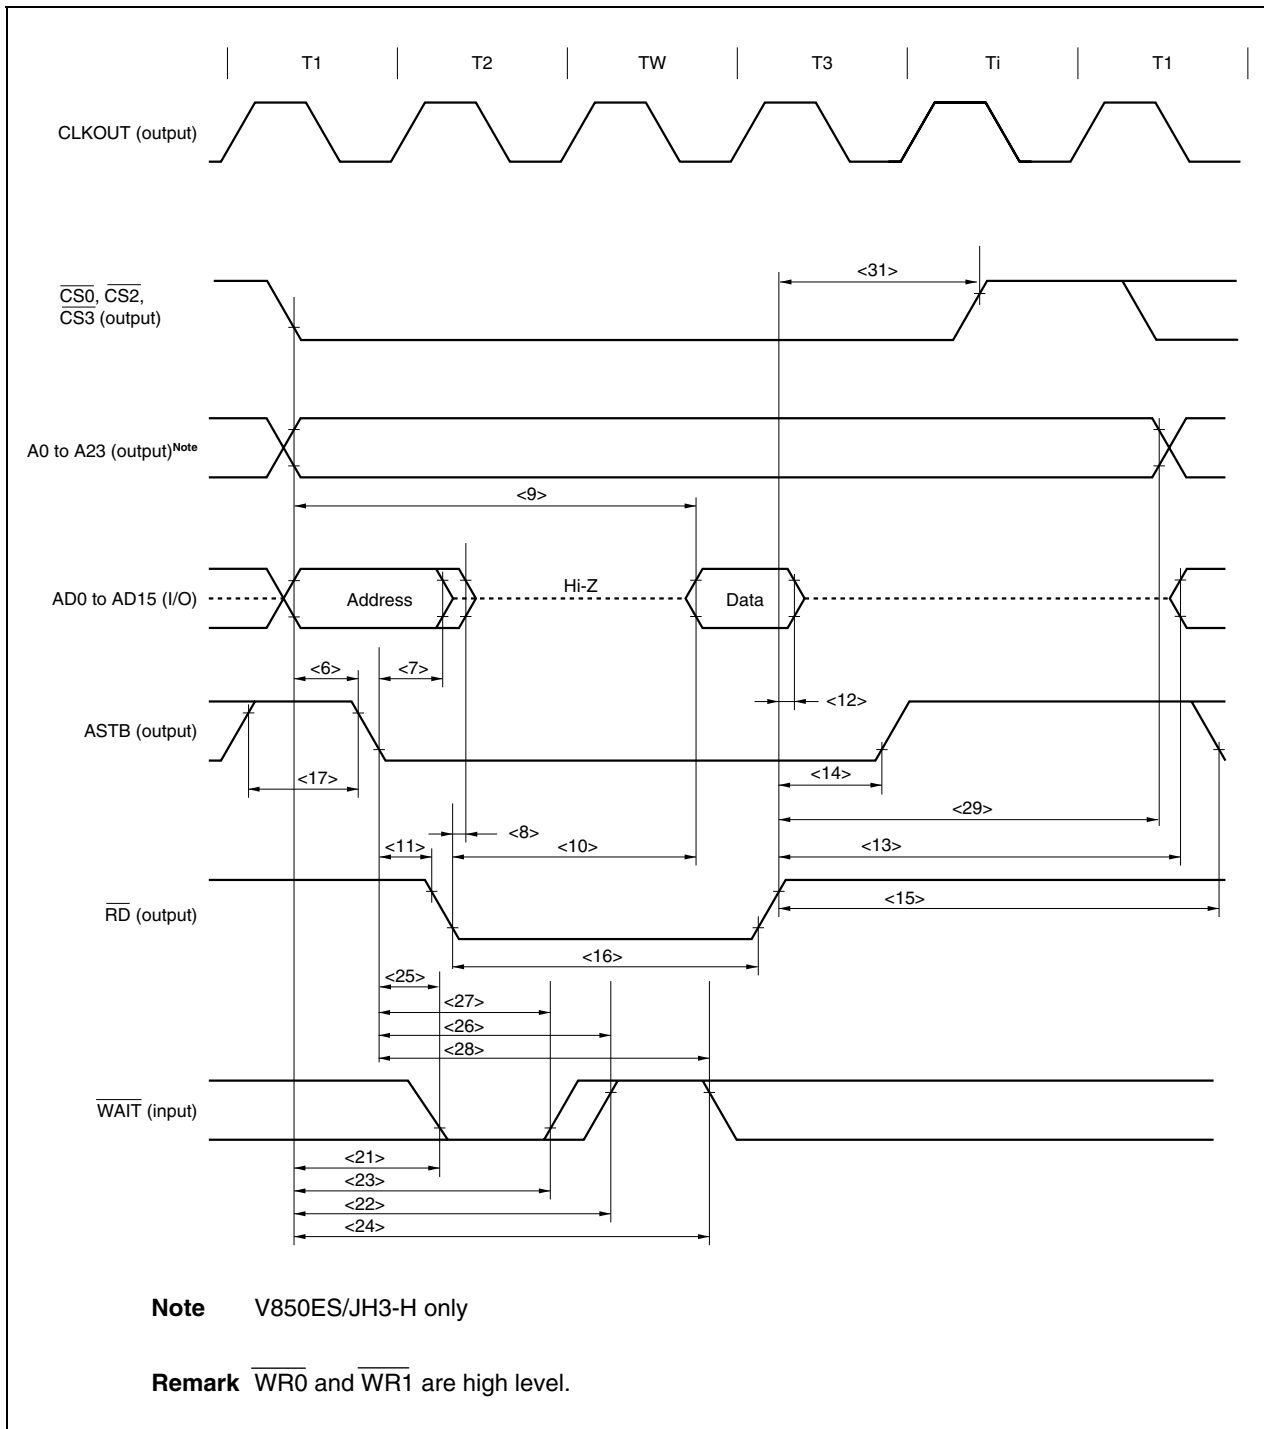 T1 T2 TW T3 Ti T1
CLKOUT (output)
<31>
CS0, CS2,
CS3 (output)
A0 to A23 (output)Note
<9>
AD0 to AD15 (I/O) Address Hi-Z Data
<6> <7>
<12>
ASTB (output)
<17> <14>
<29>
<8>
<11> <10> <13>
<15>
RD (output)
<16>
<25>
<27>
<26>
<28>
WAIT (input)
<21>
<23>
<22>
<24>
Note V850ES/JH3-H only
Remark WR0 and WR1 are high level.